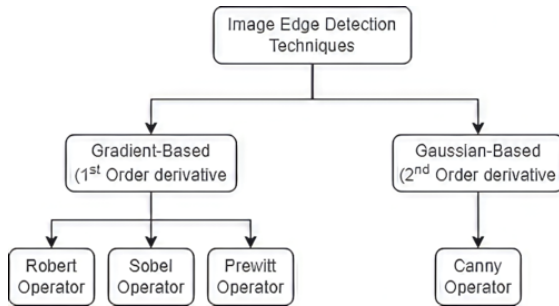 Image Edge Detection
Techniques
Gradient-Based
(1st Order derivative
Gaussian-Based
(2nd Order derivative
Robert
Operator
Sobel
Operator
Prewitt
Operator
Canny
Operator